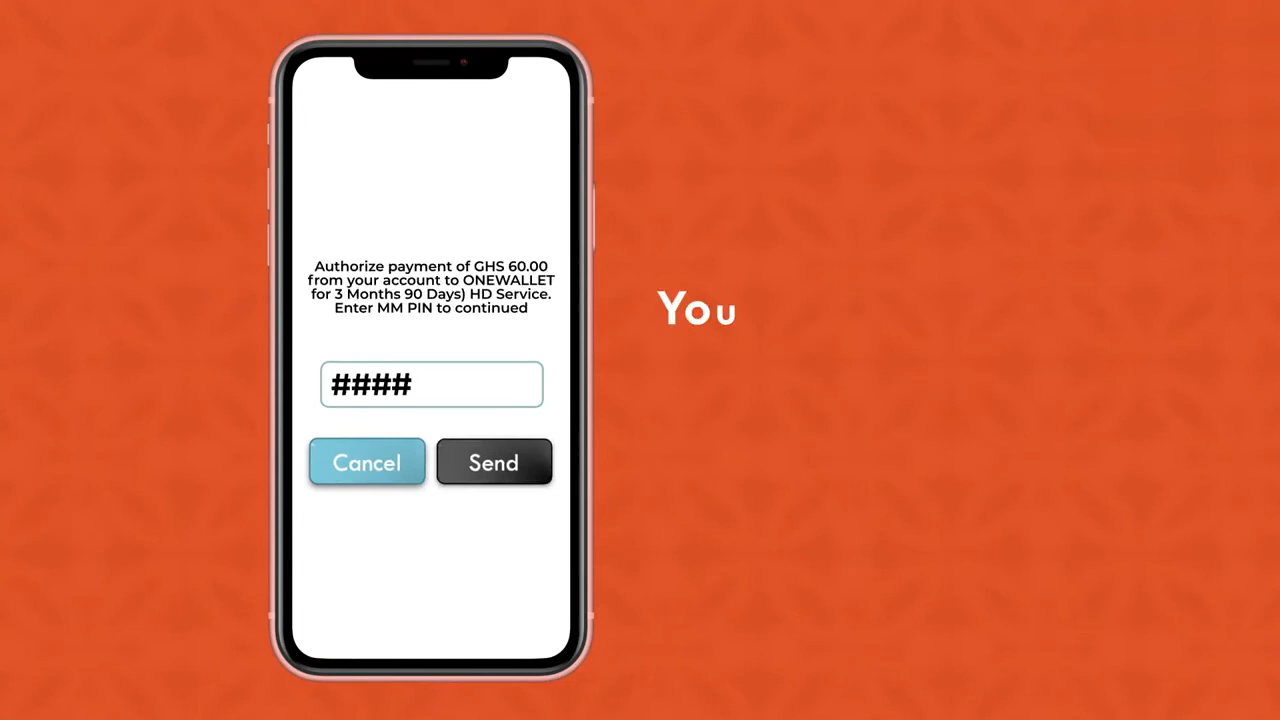 Authorize payment of GHS 60.00
from your account to ONEWALLET
for 3 Months 90 Days) HD Service.
Enter MM PIN to continued
You
####
Cancel Send